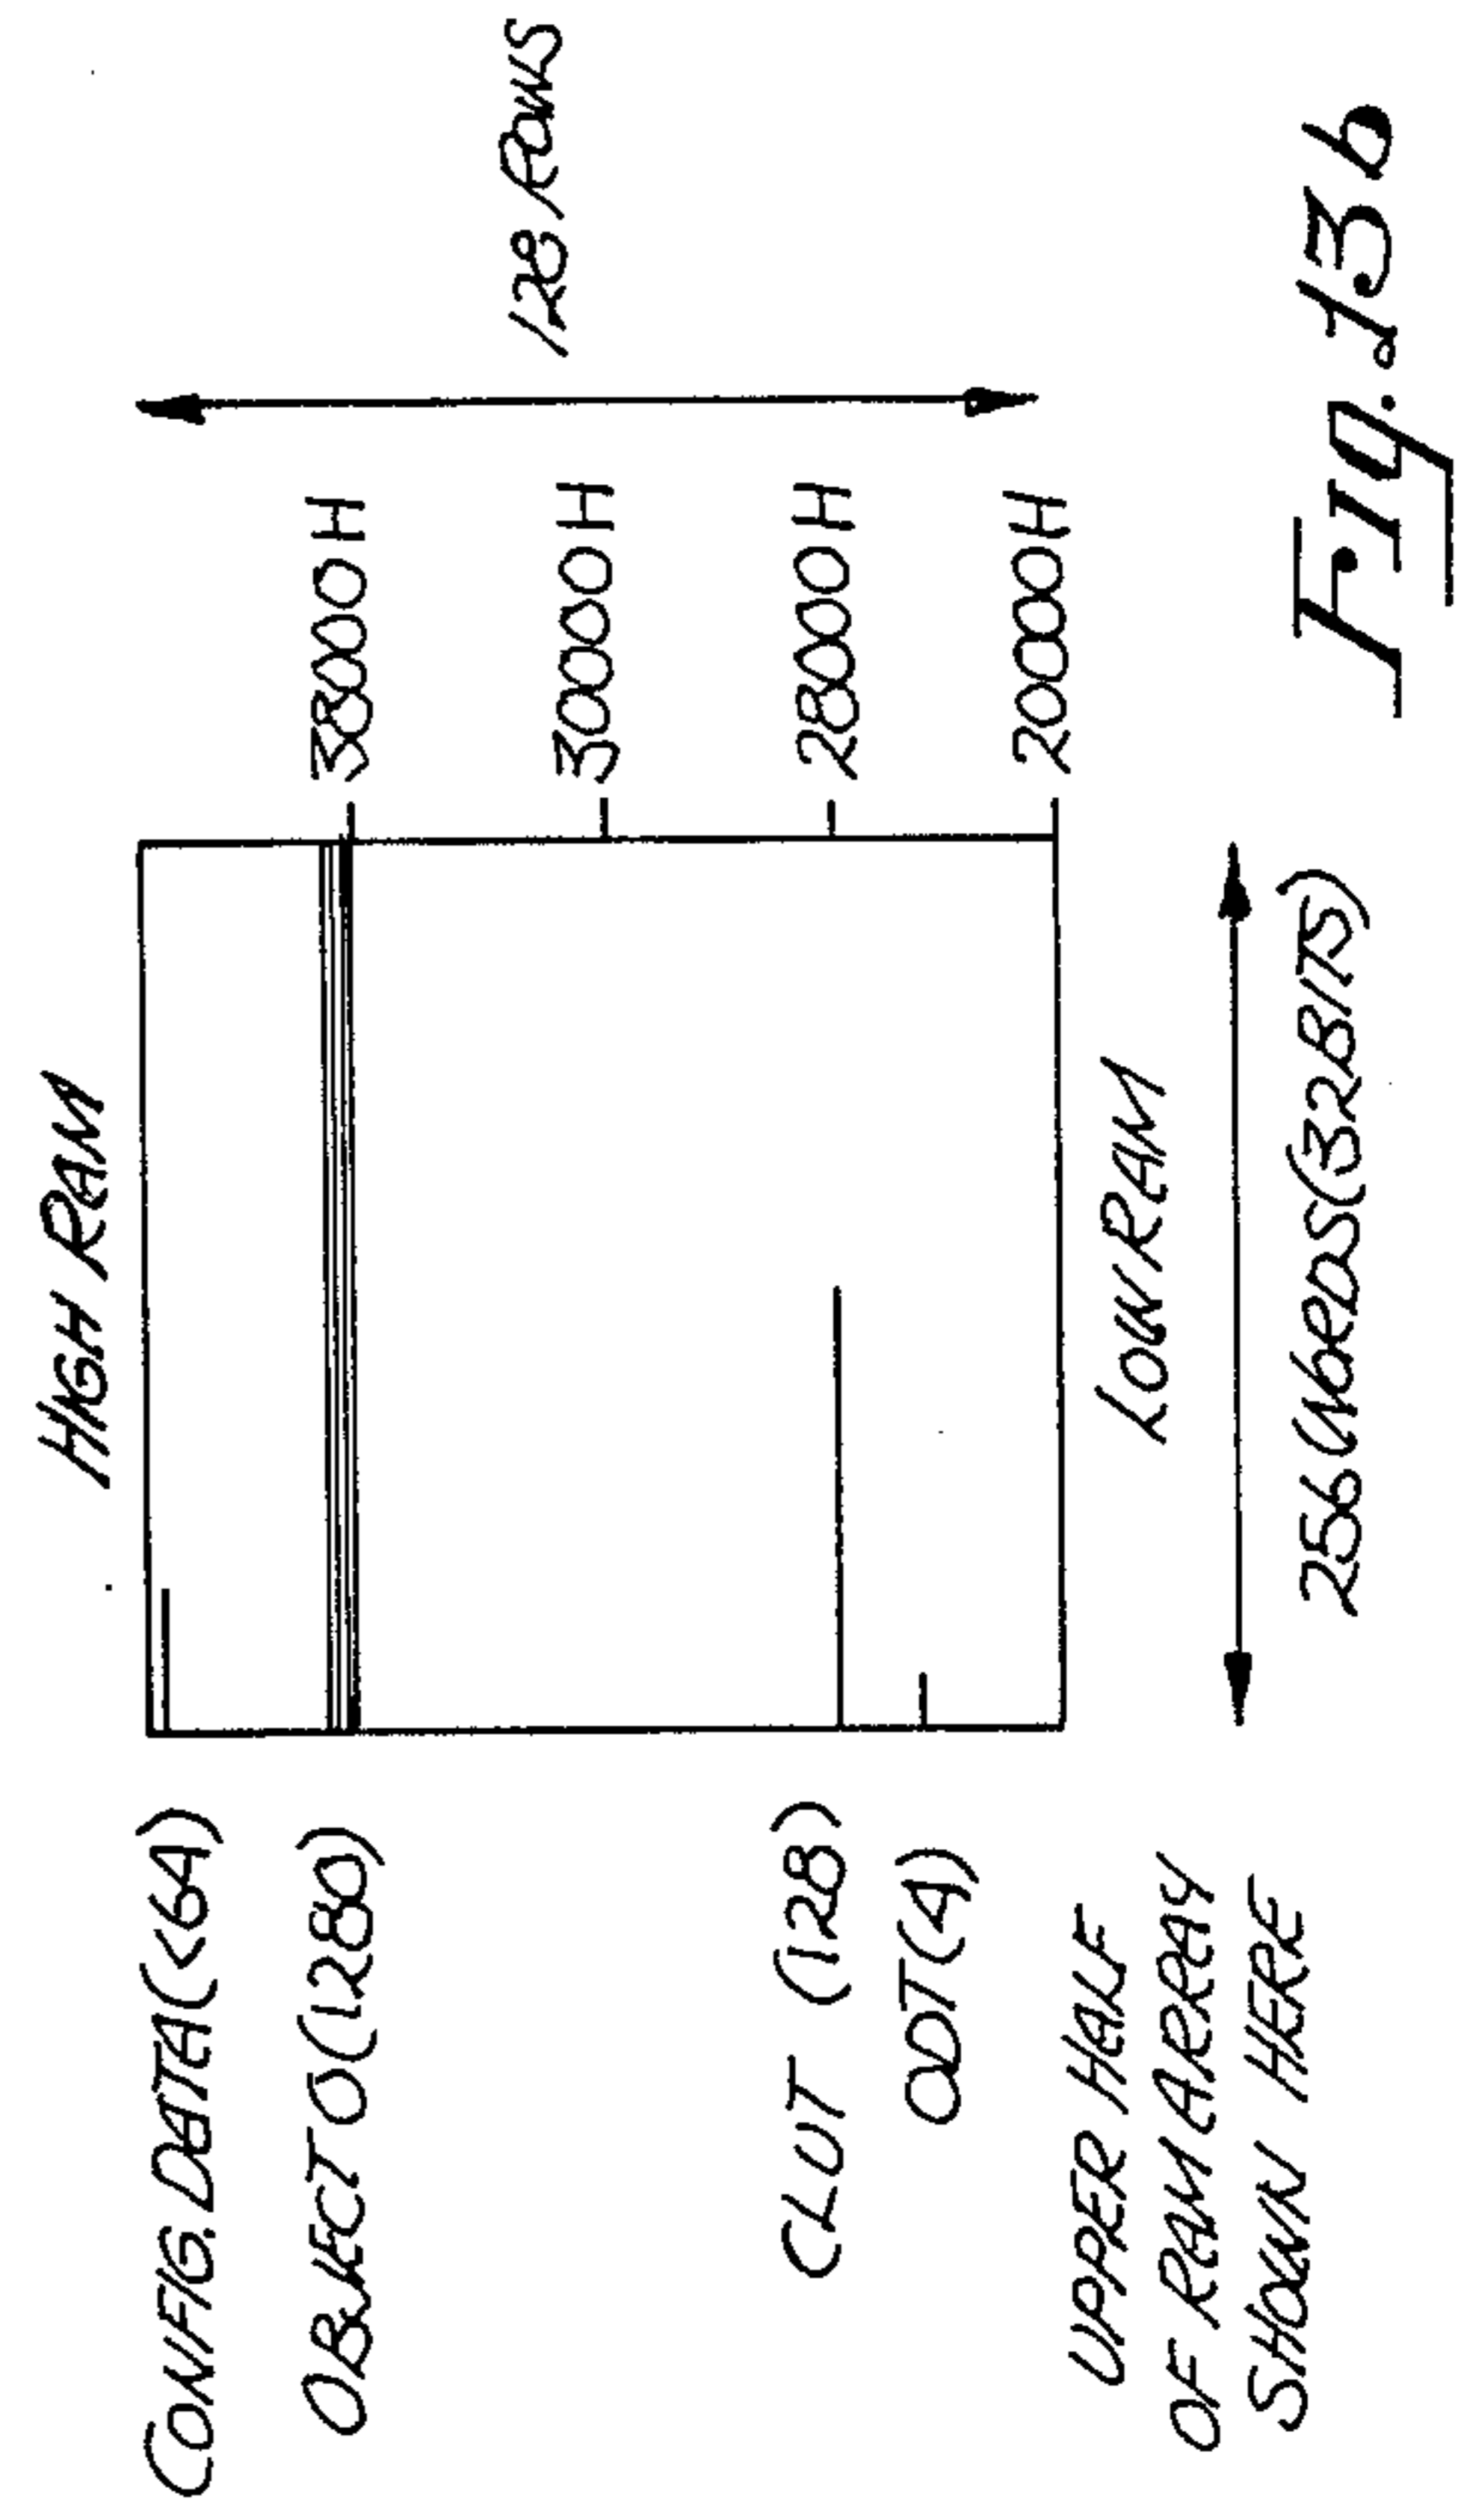 HIGH RAM
CONFIG. DATA (<64)
OBJECT 0 (1280)
38000H
30000H
128 ROWS
CLUT (128)
28000H
ODT (4)
20000H
LOW RAM
UPPER HALF
OF RAM ARRAY
SHOWN HERE
256 WORDS (32BITS)
Fig. 13b